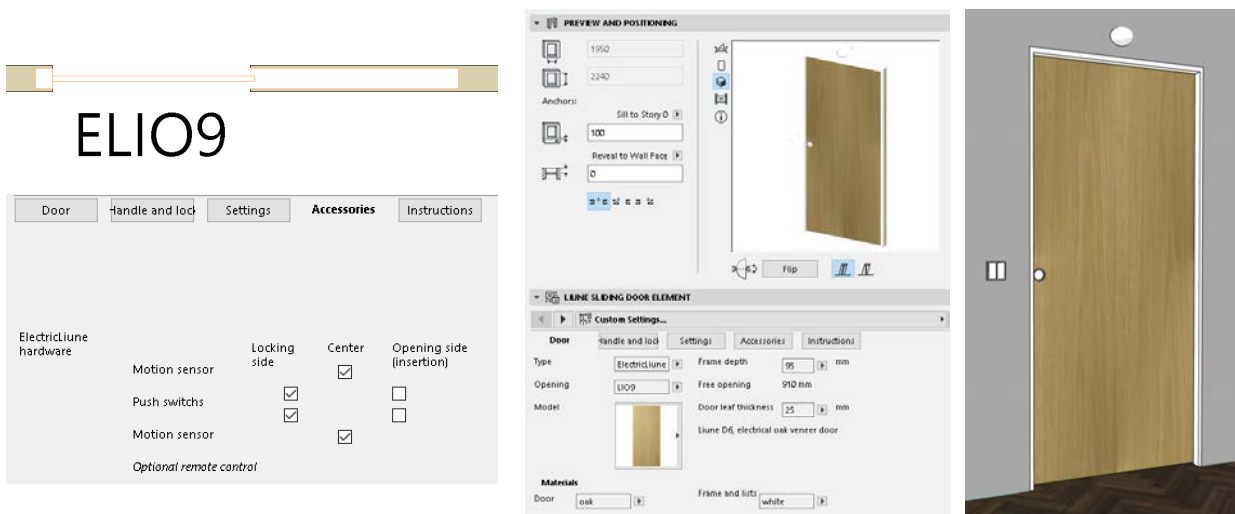 ELIO9
Door
Handle and lock
Settings
Accessories
Instructions
ElectricLiune
hardware
Locking
side
Center
Opening side
(insertion)
Motion sensor
Push switchs
Motion sensor
Optional remote control
PREVIEW AND POSITIONING
1950
2240
Anchors:
Sill to Story 0
100
Reveal to Wall Face
0
Flip
LIUNE SLIDING DOOR ELEMENT
Custom Settings...
Door
Handle and lock
Settings
Accessories
Instructions
Type
ElectricLiune
Frame depth
95
mm
Opening
LIO9
Free opening
910 mm
Model
Door leaf thickness
25
mm
Liune D6, electrical oak veneer door
Materials
Door
oak
Frame and lists
white